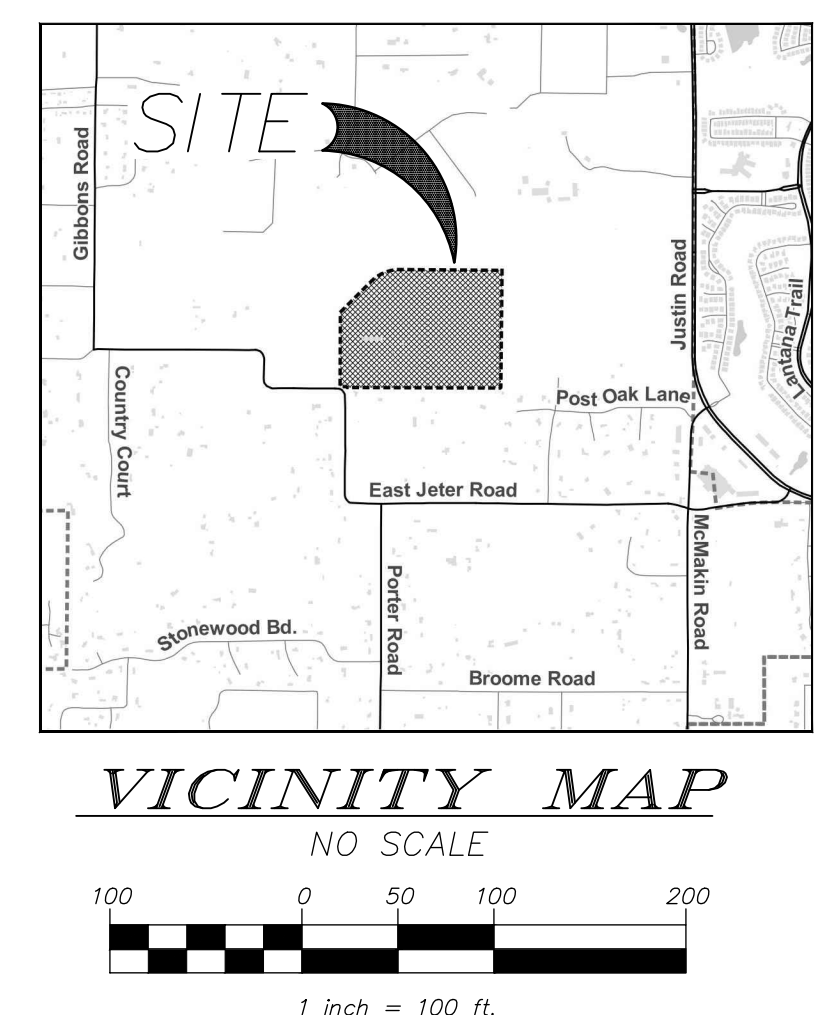 SITE
Gibbons Road
Justin Road
Lantana Trail
Country Court
Post Oak Lane
East Jeter Road
McMakin Road
Porter Road
Stonewood Bd.
Broome Road
VICINITY MAP
NO SCALE
100 0 50 100 200
1 inch = 100 ft.